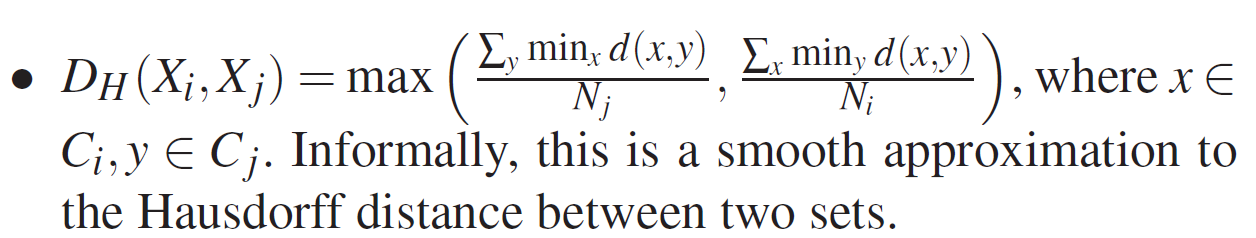 • D_H(X_i, X_j) = max ( ∑_y min_x d(x,y) / N_j , ∑_x min_y d(x,y) / N_i ), where x ∈
C_i, y ∈ C_j. Informally, this is a smooth approximation to
the Hausdorff distance between two sets.